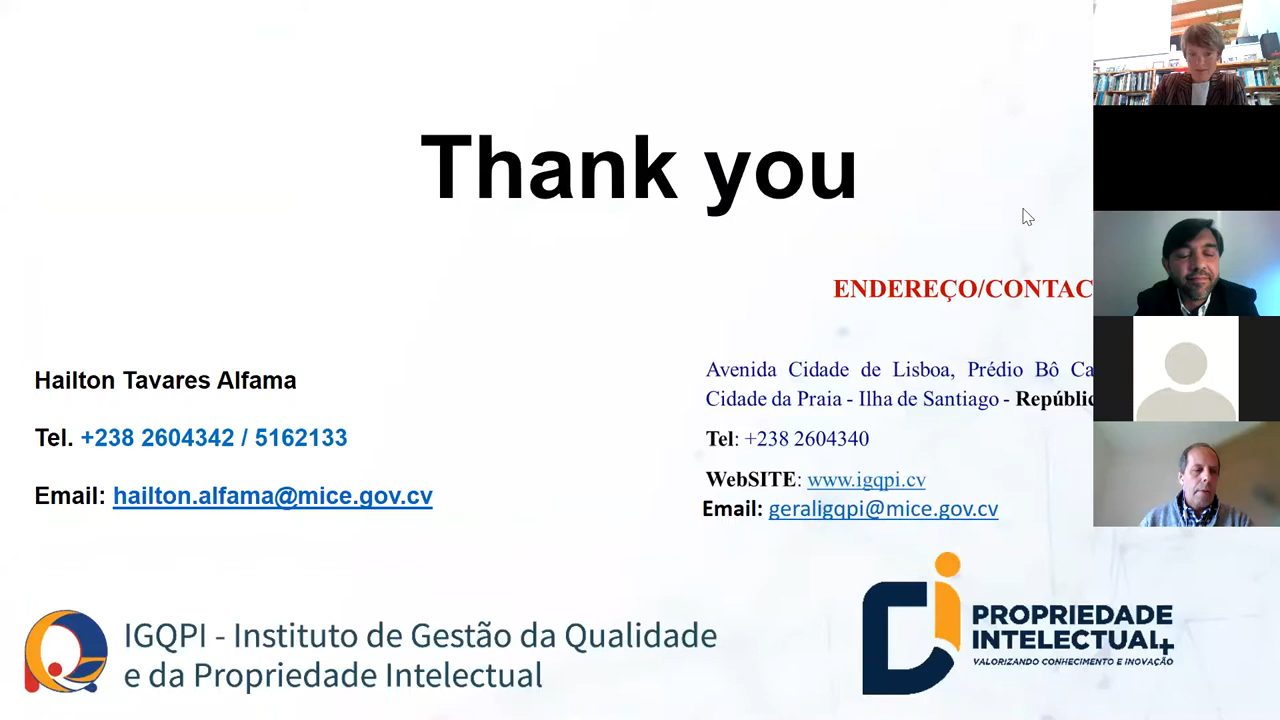 Thank you
ENDEREÇO/CONTAC
Hailton Tavares Alfama
Tel. +238 2604342 / 5162133
Email: hailton.alfama@mice.gov.cv
Avenida Cidade de Lisboa, Prédio Bô Ca
Cidade da Praia - Ilha de Santiago - Repúblic
Tel: +238 2604340
WebSITE: www.igqpi.cv
Email: geraligqpi@mice.gov.cv
IGQPI - Instituto de Gestão da Qualidade
e da Propriedade Intelectual
PROPRIEDADE
INTELECTUAL+
VALORIZANDO CONHECIMENTO E INOVAÇÃO